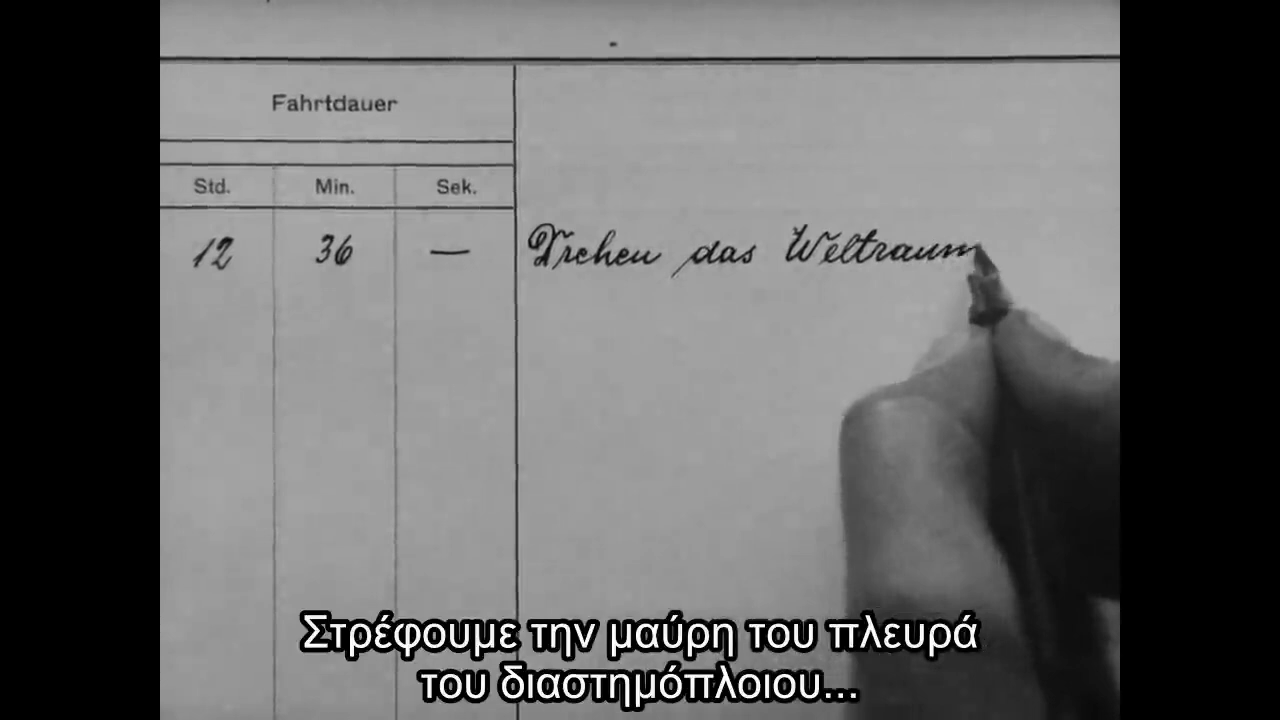 Fahrtdauer
Std. Min. Sek.
12 36 — Drehen das Weltraum
Στρέφουμε την μαύρη του πλευρά
του διαστημόπλοιου...